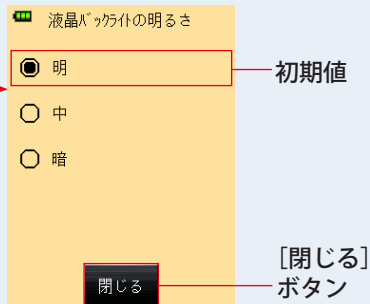 液晶ﾊﾞｯｸﾗｲﾄの明るさ
明
初期値
中
暗
閉じる
［閉じる］
ボタン